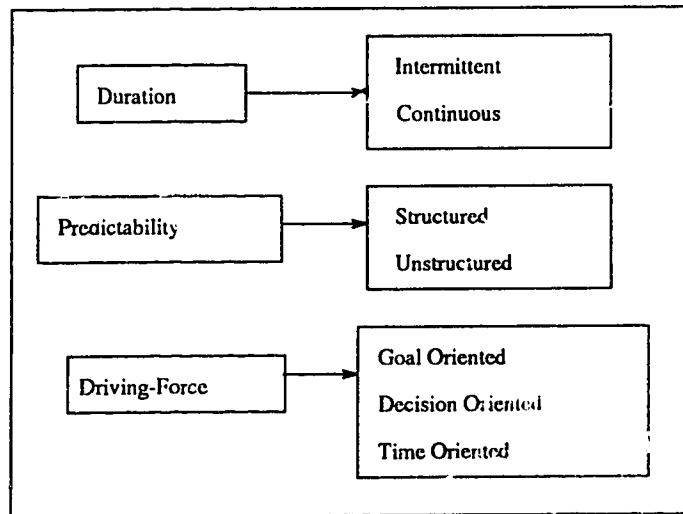 Duration
Intermittent
Continuous
Predictability
Structured
Unstructured
Driving-Force
Goal Oriented
Decision Oriented
Time Oriented